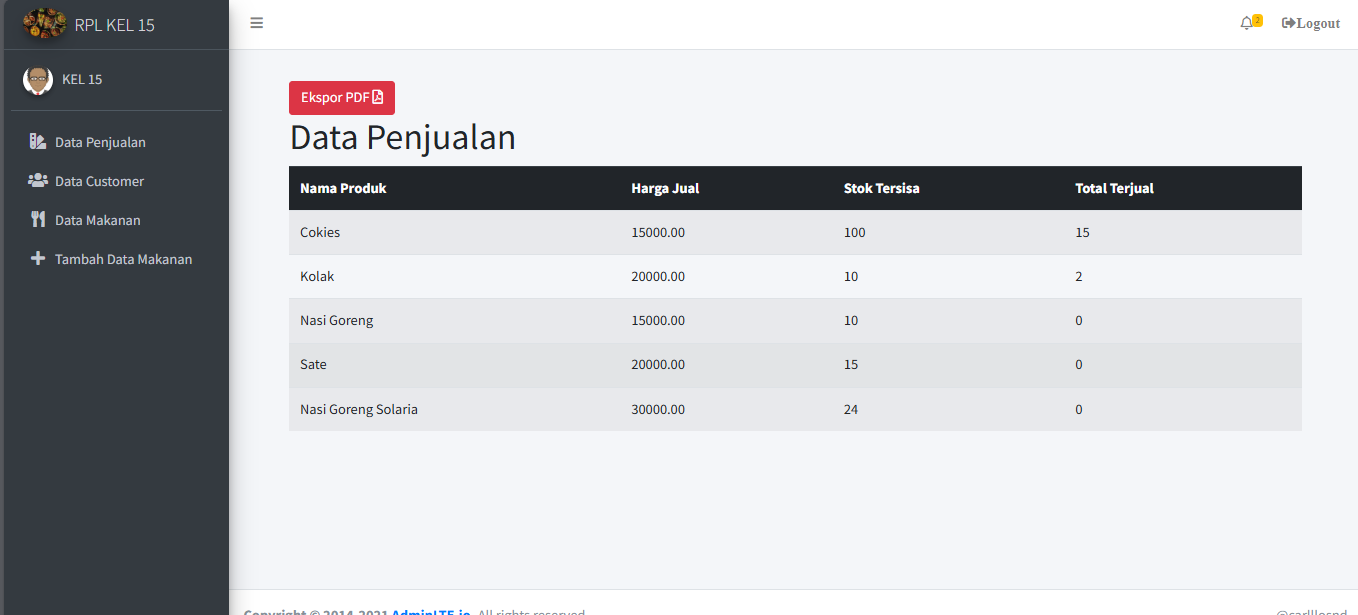 RPL KEL 15
2
Logout
KEL 15
Data Penjualan
Data Customer
Data Makanan
Tambah Data Makanan
Ekspor PDF
Data Penjualan
Nama Produk Harga Jual Stok Tersisa Total Terjual
Cokies 15000.00 100 15
Kolak 20000.00 10 2
Nasi Goreng 15000.00 10 0
Sate 20000.00 15 0
Nasi Goreng Solaria 30000.00 24 0
Copyright © 2014-2021 AdminLTE.io. All rights reserved.